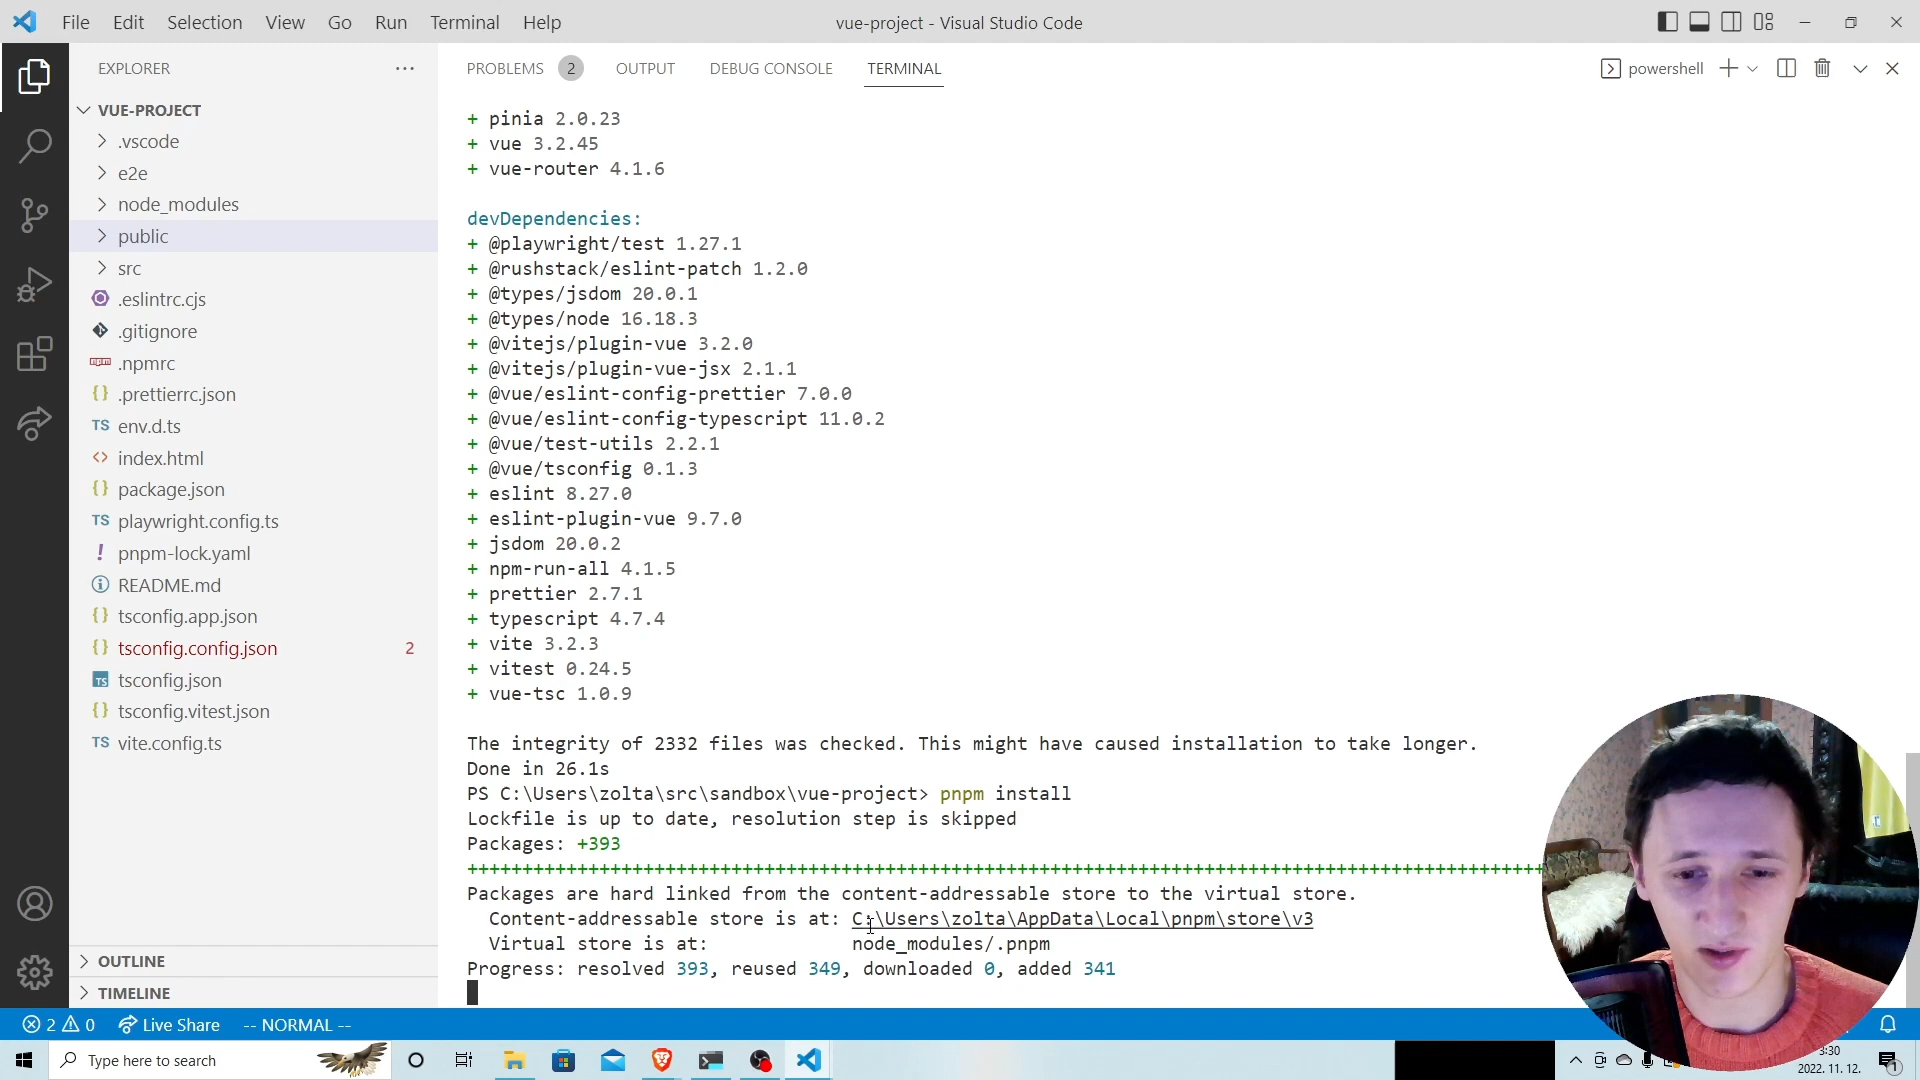 File Edit Selection View Go Run Terminal Help
vue-project - Visual Studio Code
EXPLORER
VUE-PROJECT
.vscode
e2e
node_modules
public
src
.eslintrc.cjs
.gitignore
.npmrc
.prettierrc.json
TS env.d.ts
index.html
package.json
TS playwright.config.ts
pnpm-lock.yaml
README.md
tsconfig.app.json
tsconfig.config.json 2
TS tsconfig.json
tsconfig.vitest.json
TS vite.config.ts
OUTLINE
TIMELINE
PROBLEMS 2 OUTPUT DEBUG CONSOLE TERMINAL
powershell
+ pinia 2.0.23
+ vue 3.2.45
+ vue-router 4.1.6
devDependencies:
+ @playwright/test 1.27.1
+ @rushstack/eslint-patch 1.2.0
+ @types/jsdom 20.0.1
+ @types/node 16.18.3
+ @vitejs/plugin-vue 3.2.0
+ @vitejs/plugin-vue-jsx 2.1.1
+ @vue/eslint-config-prettier 7.0.0
+ @vue/eslint-config-typescript 11.0.2
+ @vue/test-utils 2.2.1
+ @vue/tsconfig 0.1.3
+ eslint 8.27.0
+ eslint-plugin-vue 9.7.0
+ jsdom 20.0.2
+ npm-run-all 4.1.5
+ prettier 2.7.1
+ typescript 4.7.4
+ vite 3.2.3
+ vitest 0.24.5
+ vue-tsc 1.0.9
The integrity of 2332 files was checked. This might have caused installation to take longer.
Done in 26.1s
PS C:\Users\zolta\src\sandbox\vue-project> pnpm install
Lockfile is up to date, resolution step is skipped
Packages: +393
++++++++++++++++++++++++++++++++++++++++++++++++++++++++++++++++++++++++++++++++++++++++++++++++++
Packages are hard linked from the content-addressable store to the virtual store.
Content-addressable store is at: C:\Users\zolta\AppData\Local\pnpm\store\v3
Virtual store is at: node_modules/.pnpm
Progress: resolved 393, reused 349, downloaded 0, added 341
2 0 Live Share -- NORMAL --
Type here to search
3:30
2022. 11. 12.
1